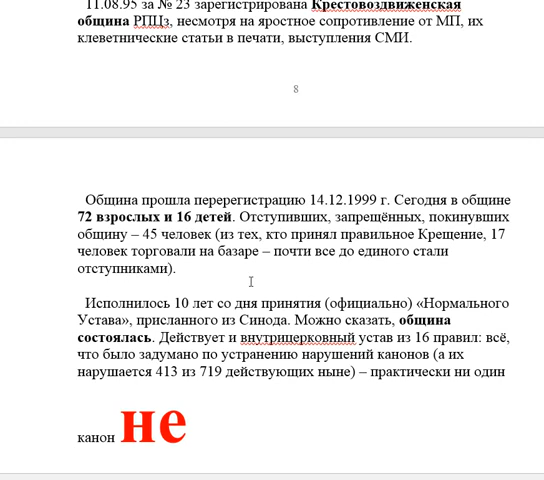 11.08.95 за № 23 зарегистрирована Крестовоздвиженская
община РПЦз, несмотря на яростное сопротивление от МП, их
клеветнические статьи в печати, выступления СМИ.
8
Община прошла перерегистрацию 14.12.1999 г. Сегодня в общине
72 взрослых и 16 детей. Отступивших, запрещённых, покинувших
общину – 45 человек (из тех, кто принял правильное Крещение, 17
человек торговали на базаре – почти все до единого стали
отступниками).
Исполнилось 10 лет со дня принятия (официально) «Нормального
Устава», присланного из Синода. Можно сказать, община
состоялась. Действует и внутрицерковный устав из 16 правил: всё,
что было задумано по устранению нарушений канонов (а их
нарушается 413 из 719 действующих ныне) – практически ни один
канон не